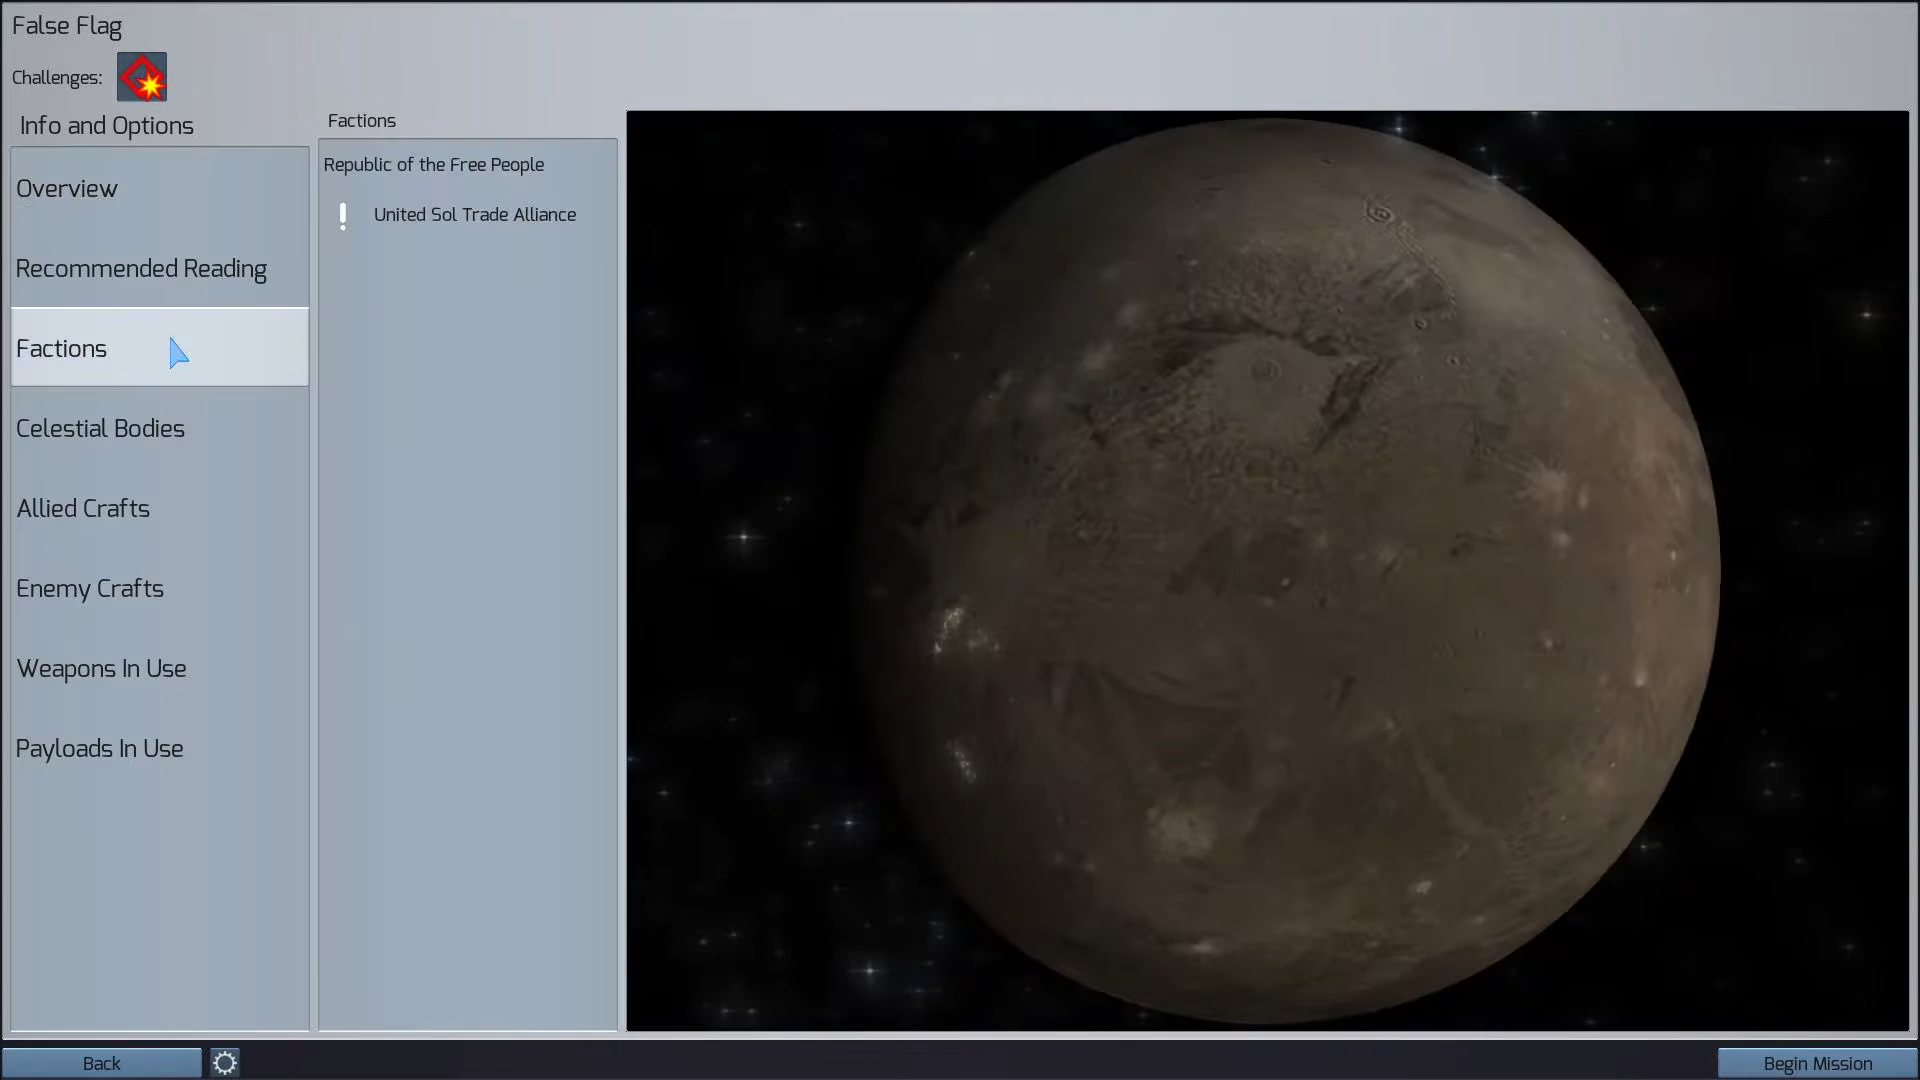 False Flag
Challenges:
Info and Options
Overview
Recommended Reading
Factions
Celestial Bodies
Allied Crafts
Enemy Crafts
Weapons In Use
Payloads In Use
Factions
Republic of the Free People
! United Sol Trade Alliance
Back
Begin Mission